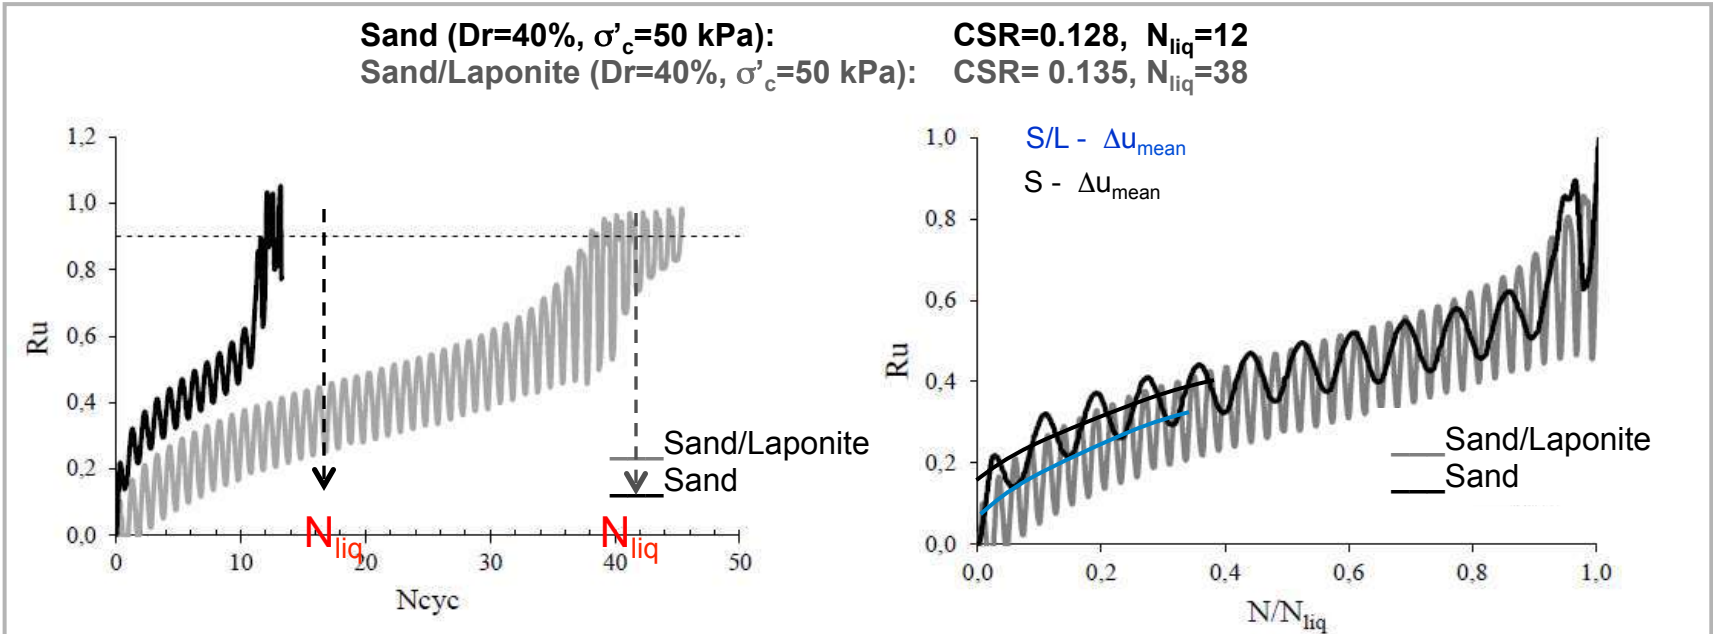 Sand (Dr=40%, σ'c=50 kPa): CSR=0.128, Nliq=12
Sand/Laponite (Dr=40%, σ'c=50 kPa): CSR= 0.135, Nliq=38
1,2
1,0
0,8
0,6
0,4
0,2
0,0
Ru
0
10
20
30
40
50
Ncyc
Nliq
Nliq
Sand/Laponite
Sand
S/L - Δumean
S - Δumean
1,0
0,8
0,6
0,4
0,2
0,0
Ru
0,0
0,2
0,4
0,6
0,8
1,0
N/Nliq
Sand/Laponite
Sand